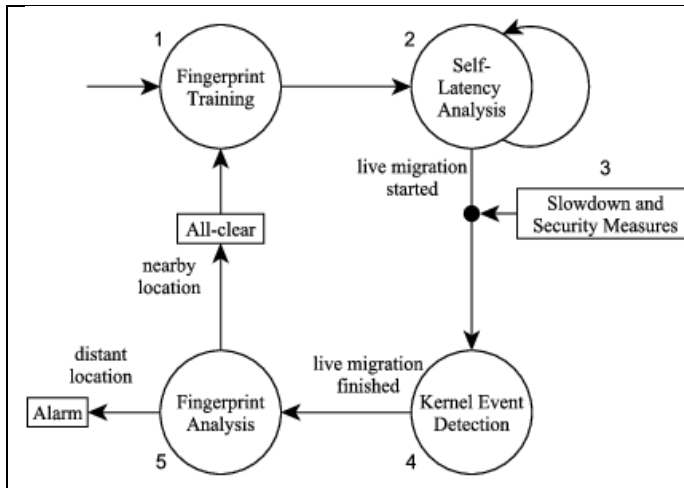 1
Fingerprint
Training
2
Self-
Latency
Analysis
live migration
started
3
Slowdown and
Security Measures
All-clear
nearby
location
distant
location
Alarm
Fingerprint
Analysis
5
live migration
finished
Kernel Event
Detection
4